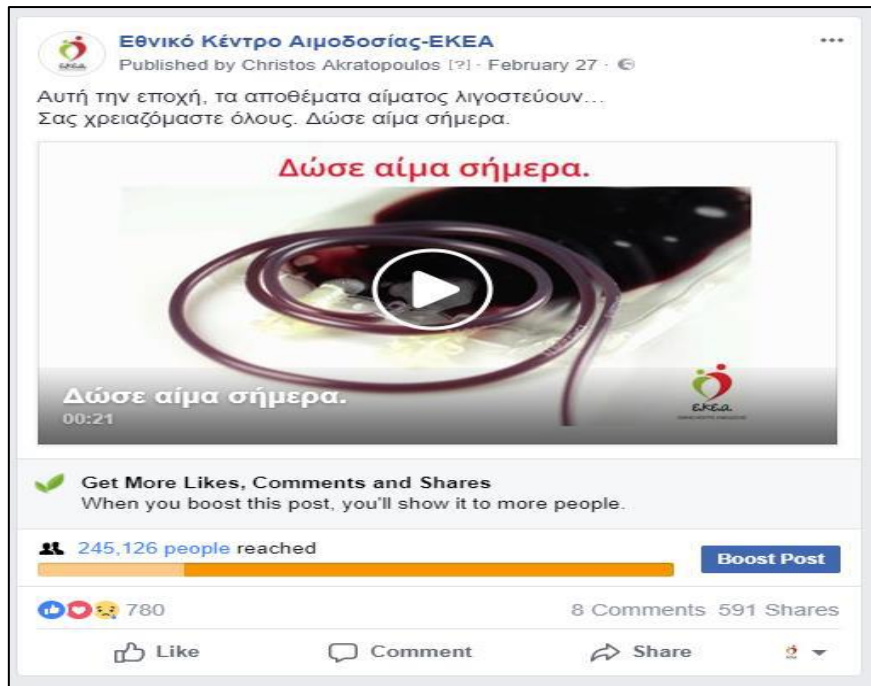 Εθνικό Κέντρο Αιμοδοσίας-ΕΚΕΑ
Published by Christos Akratopoulos [?] · February 27 ·
Αυτή την εποχή, τα αποθέματα αίματος λιγοστεύουν...
Σας χρειαζόμαστε όλους. Δώσε αίμα σήμερα.
Δώσε αίμα σήμερα.
Δώσε αίμα σήμερα.
00:21
ε.κ.ε.α.
Get More Likes, Comments and Shares
When you boost this post, you'll show it to more people.
245,126 people reached
Boost Post
780
8 Comments 591 Shares
Like Comment Share